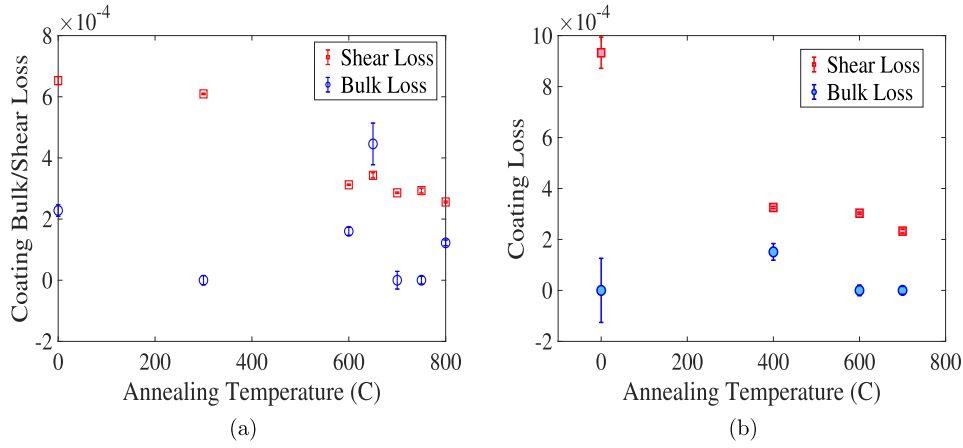 ×10^-4
8
6
4
2
0
-2
0 200 400 600 800
Coating Bulk/Shear Loss
Annealing Temperature (C)
Shear Loss
Bulk Loss
(a)
×10^-4
10
8
6
4
2
0
-2
0 200 400 600 800
Coating Loss
Annealing Temperature (C)
Shear Loss
Bulk Loss
(b)